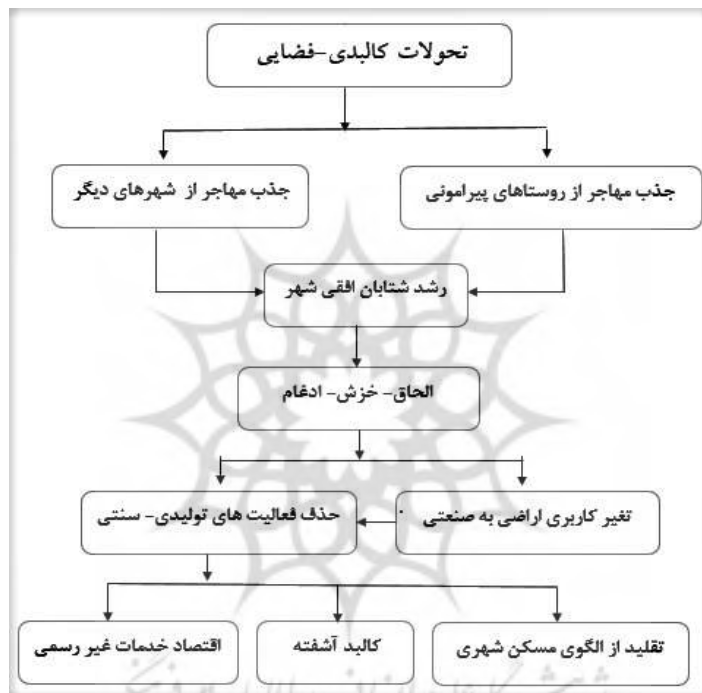 تحولات کالبدی-فضایی
جذب مهاجر از روستاهای پیرامونی
جذب مهاجر از شهرهای دیگر
رشد شتابان افقی شهر
الحاق- خزش- ادغام
تغیر کاربری اراضی به صنعتی
حذف فعالیت های تولیدی- سنتی
تقلید از الگوی مسکن شهری
کالبد آشفته
اقتصاد خدمات غیر رسمی